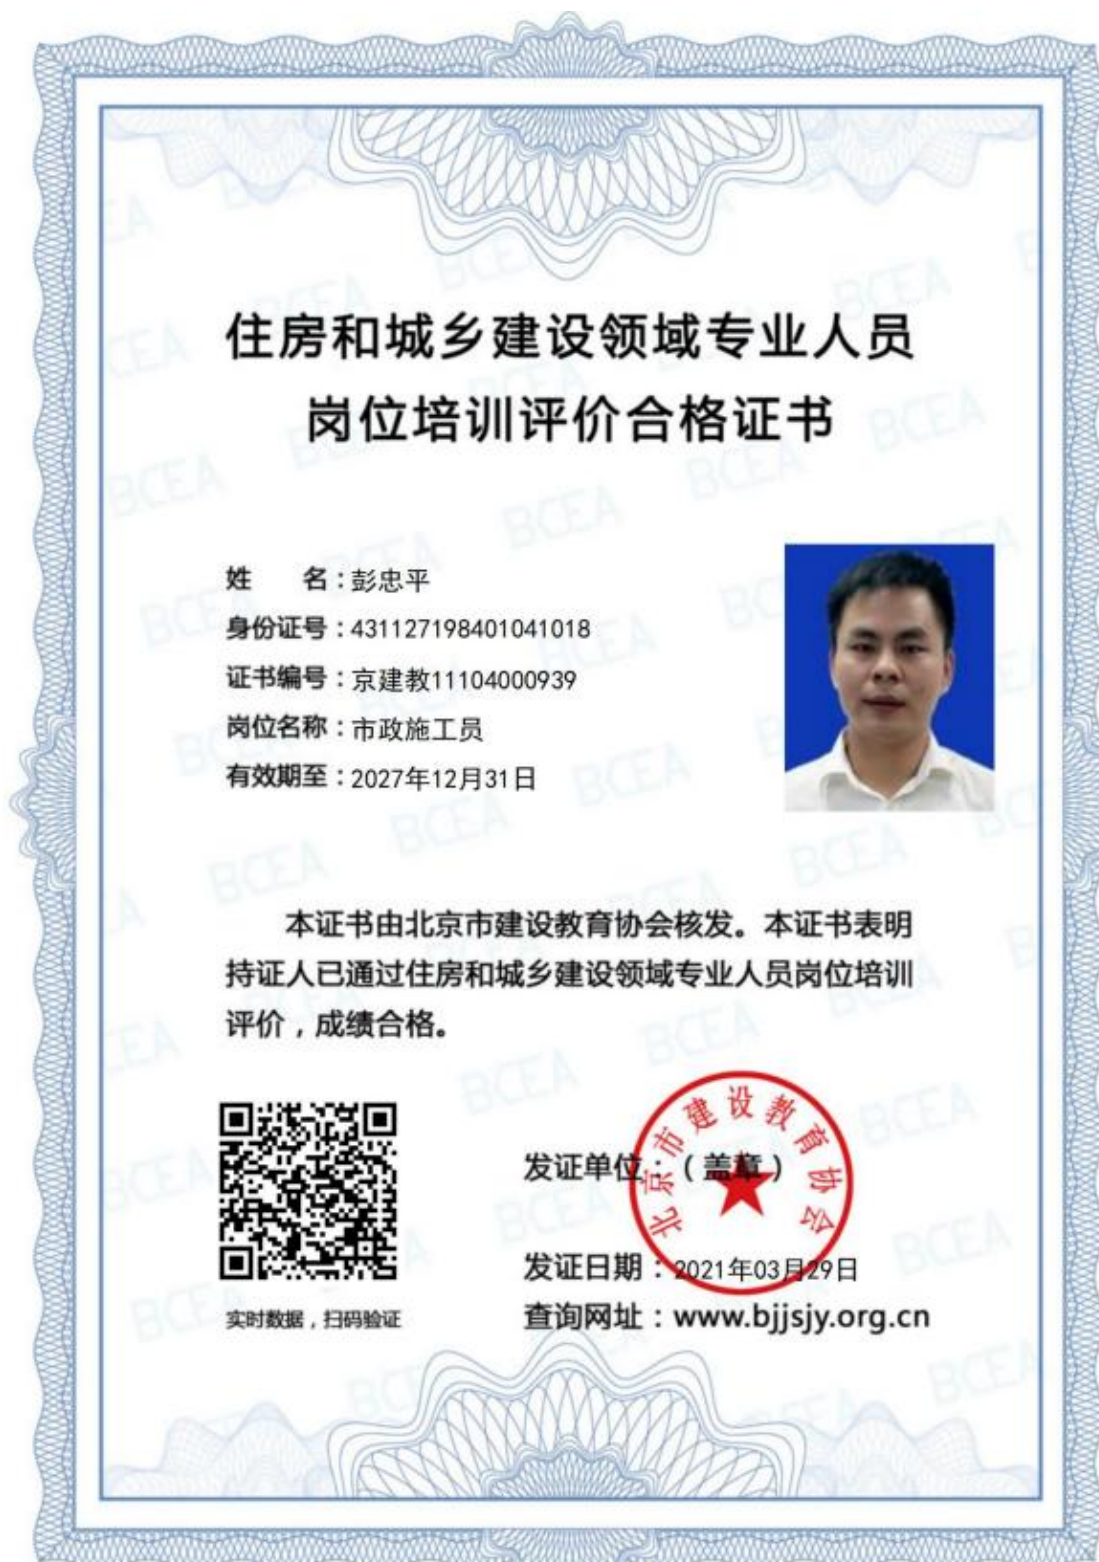 住房和城乡建设领域专业人员
岗位培训评价合格证书
姓 名：彭忠平
身份证号：431127198401041018
证书编号：京建教11104000939
岗位名称：市政施工员
有效期至：2027年12月31日
本证书由北京市建设教育协会核发。本证书表明
持证人已通过住房和城乡建设领域专业人员岗位培训
评价，成绩合格。
北京市建设教育协会
发证单位：（盖章）
发证日期：2021年03月29日
查询网址：www.bjjsjy.org.cn
实时数据，扫码验证
BCEA